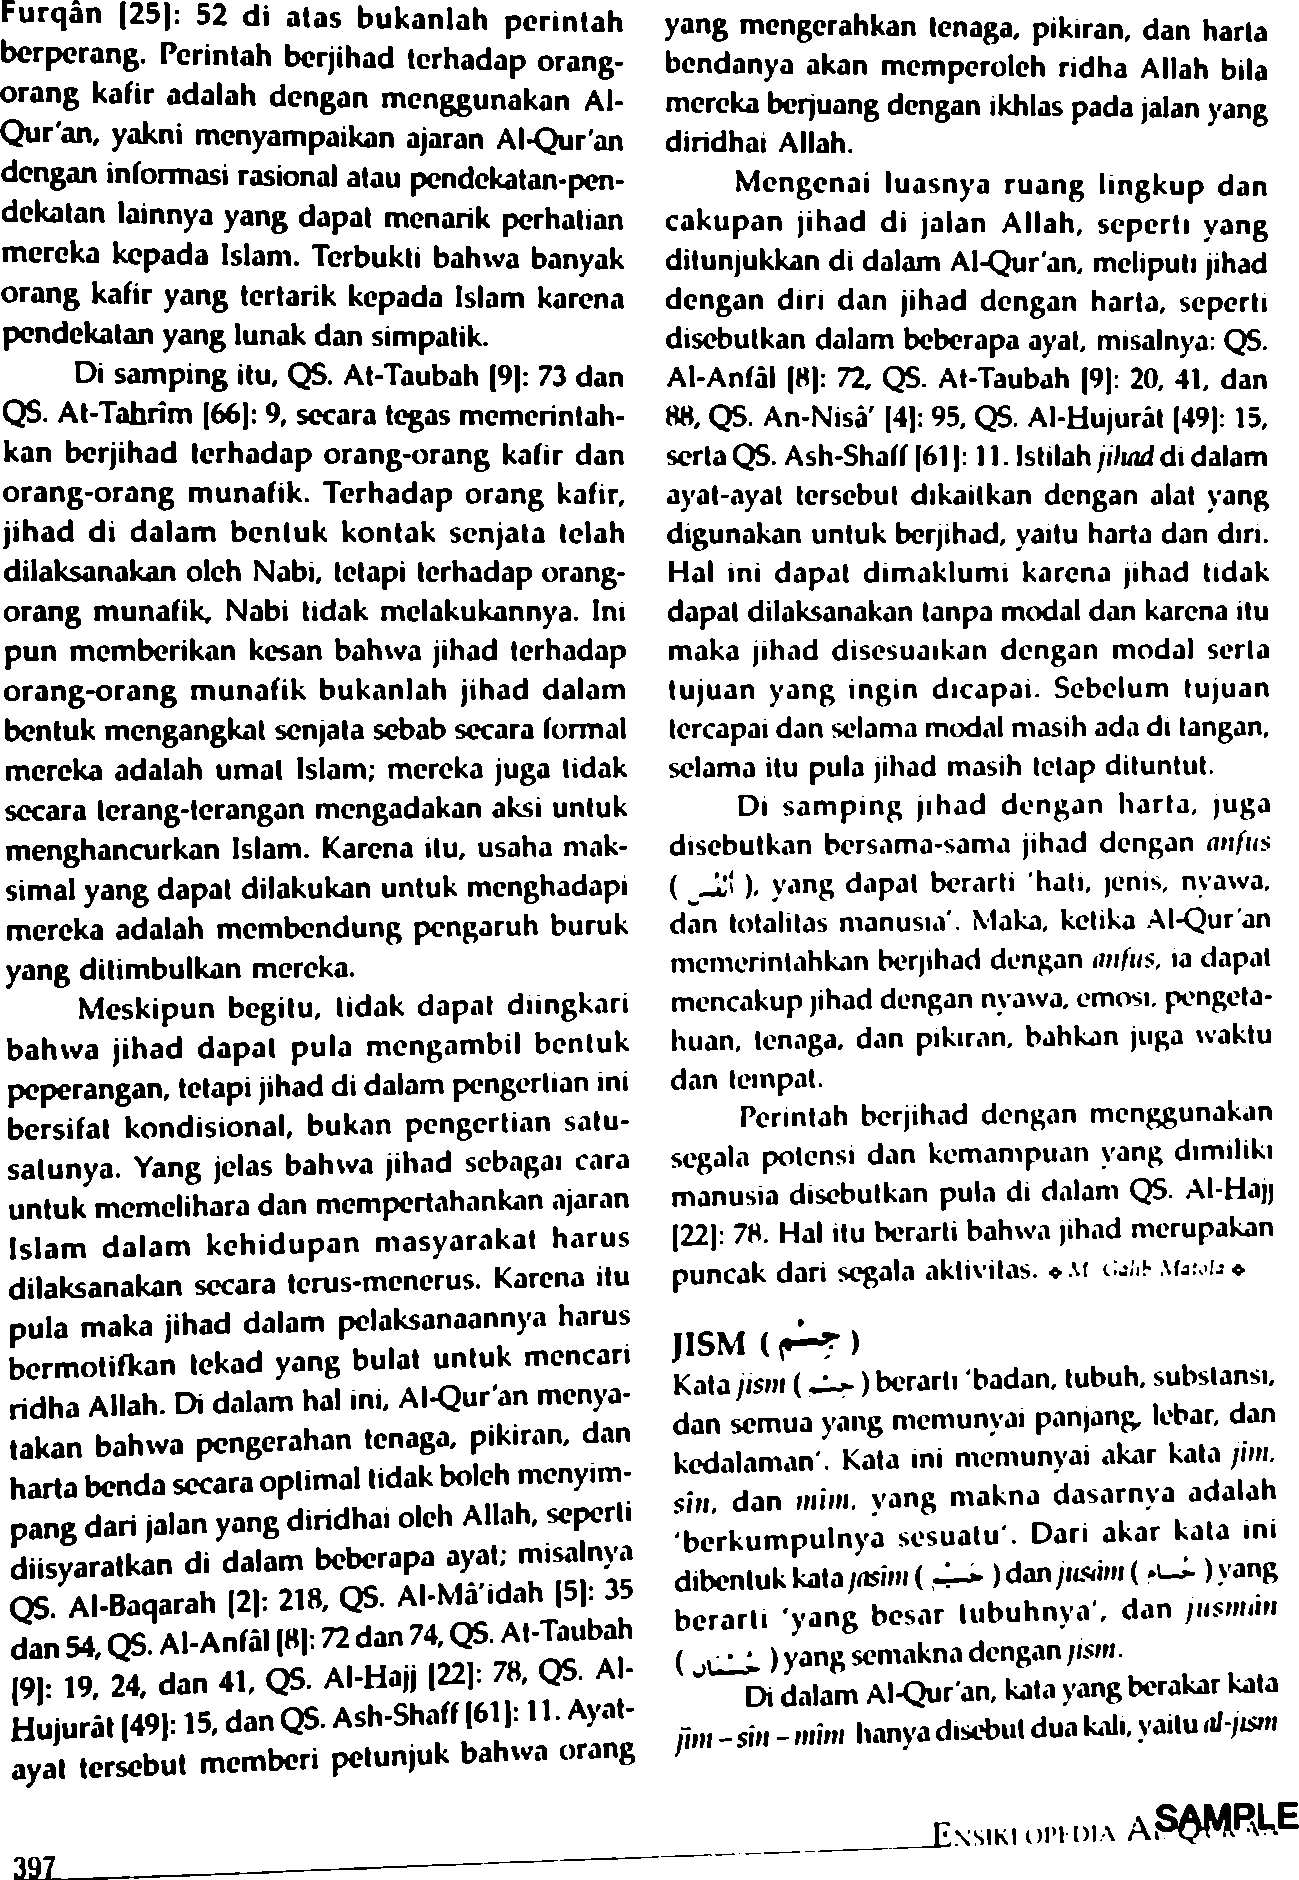 Furqân [25]: 52 di atas bukanlah perintah
berperang. Perintah berjihad terhadap orang-
orang kafir adalah dengan menggunakan Al-
Qur'an, yakni menyampaikan ajaran Al-Qur'an
dengan informasi rasional atau pendekatan-pen-
dekatan lainnya yang dapat menarik perhatian
mereka kepada Islam. Terbukti bahwa banyak
orang kafir yang tertarik kepada Islam karena
pendekatan yang lunak dan simpatik.
Di samping itu, QS. At-Taubah [9]: 73 dan
QS. At-Tahrîm [66]: 9, secara tegas memerintah-
kan berjihad terhadap orang-orang kafir dan
orang-orang munafik. Terhadap orang kafir,
jihad di dalam bentuk kontak senjata telah
dilaksanakan oleh Nabi, tetapi terhadap orang-
orang munafik, Nabi tidak melakukannya. Ini
pun memberikan kesan bahwa jihad terhadap
orang-orang munafik bukanlah jihad dalam
bentuk mengangkat senjata sebab secara formal
mereka adalah umat Islam; mereka juga tidak
secara terang-terangan mengadakan aksi untuk
menghancurkan Islam. Karena itu, usaha mak-
simal yang dapat dilakukan untuk menghadapi
mereka adalah membendung pengaruh buruk
yang ditimbulkan mereka.
Meskipun begitu, tidak dapat diingkari
bahwa jihad dapat pula mengambil bentuk
peperangan, tetapi jihad di dalam pengertian ini
bersifat kondisional, bukan pengertian satu-
satunya. Yang jelas bahwa jihad sebagai cara
untuk memelihara dan mempertahankan ajaran
Islam dalam kehidupan masyarakat harus
dilaksanakan secara terus-menerus. Karena itu
pula maka jihad dalam pelaksanaannya harus
bermotifkan tekad yang bulat untuk mencari
ridha Allah. Di dalam hal ini, Al-Qur'an menya-
takan bahwa pengerahan tenaga, pikiran, dan
harta benda secara optimal tidak boleh menyim-
pang dari jalan yang diridhai oleh Allah, seperti
diisyaratkan di dalam beberapa ayat; misalnya
QS. Al-Baqarah [2]: 218, QS. Al-Mâ'idah [5]: 35
dan 54, QS. Al-Anfâl [8]: 72 dan 74, QS. At-Taubah
[9]: 19, 24, dan 41, QS. Al-Hajj [22]: 78, QS. Al-
Hujurât [49]: 15, dan QS. Ash-Shaff [61]: 11. Ayat-
ayat tersebut memberi petunjuk bahwa orang
yang mengerahkan tenaga, pikiran, dan harta
bendanya akan memperoleh ridha Allah bila
mereka berjuang dengan ikhlas pada jalan yang
diridhai Allah.
Mengenai luasnya ruang lingkup dan
cakupan jihad di jalan Allah, seperti yang
ditunjukkan di dalam Al-Qur'an, meliputi jihad
dengan diri dan jihad dengan harta, seperti
disebutkan dalam beberapa ayat, misalnya: QS.
Al-Anfâl [8]: 72, QS. At-Taubah [9]: 20, 41, dan
88, QS. An-Nisâ' [4]: 95, QS. Al-Hujurât [49]: 15,
serta QS. Ash-Shaff [61]: 11. Istilah jihad di dalam
ayat-ayat tersebut dikaitkan dengan alat yang
digunakan untuk berjihad, yaitu harta dan diri.
Hal ini dapat dimaklumi karena jihad tidak
dapat dilaksanakan tanpa modal dan karena itu
maka jihad disesuaikan dengan modal serta
tujuan yang ingin dicapai. Sebelum tujuan
tercapai dan selama modal masih ada di tangan,
selama itu pula jihad masih tetap dituntut.
Di samping jihad dengan harta, juga
disebutkan bersama-sama jihad dengan anfus
( ), yang dapat berarti 'hati, jenis, nyawa,
dan totalitas manusia'. Maka, ketika Al-Qur'an
memerintahkan berjihad dengan anfus, ia dapat
mencakup jihad dengan nyawa, emosi, pengeta-
huan, tenaga, dan pikiran, bahkan juga waktu
dan tempat.
Perintah berjihad dengan menggunakan
segala potensi dan kemampuan yang dimiliki
manusia disebutkan pula di dalam QS. Al-Hajj
[22]: 78. Hal itu berarti bahwa jihad merupakan
puncak dari segala aktivitas. ❖ M. Galib Matola ❖
JISM (جِسْم)
Kata jism ( ) berarti 'badan, tubuh, substansi,
dan semua yang memunyai panjang, lebar, dan
kedalaman'. Kata ini memunyai akar kata jîm,
sîn, dan mîm, yang makna dasarnya adalah
'berkumpulnya sesuatu'. Dari akar kata ini
dibentuk kata jasîm ( ) dan jusâm ( ) yang
berarti 'yang besar tubuhnya', dan jusmân
( ) yang semakna dengan jism.
Di dalam Al-Qur'an, kata yang berakar kata
jîm – sîn – mîm hanya disebut dua kali, yaitu al-jism
397
ENSIKLOPEDIA AL-QUR'AN
SAMPLE